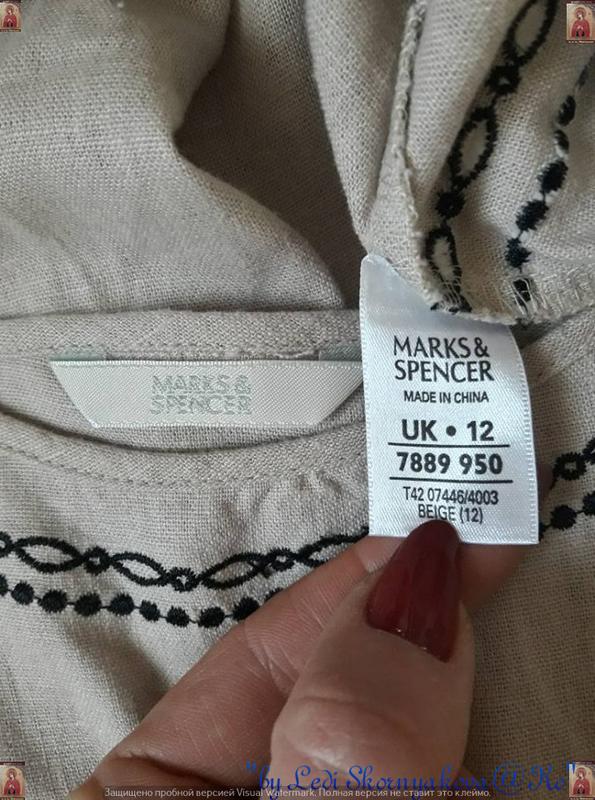 MARKS &
SPENCER
MARKS &
SPENCER
MADE IN CHINA
UK • 12
7889 950
T42 07446/4003
BEIGE (12)
"by Ledi Skornyakova@ Ko"
Защищено пробной версией Visual Watermark. Полная версия не ставит это клеймо.